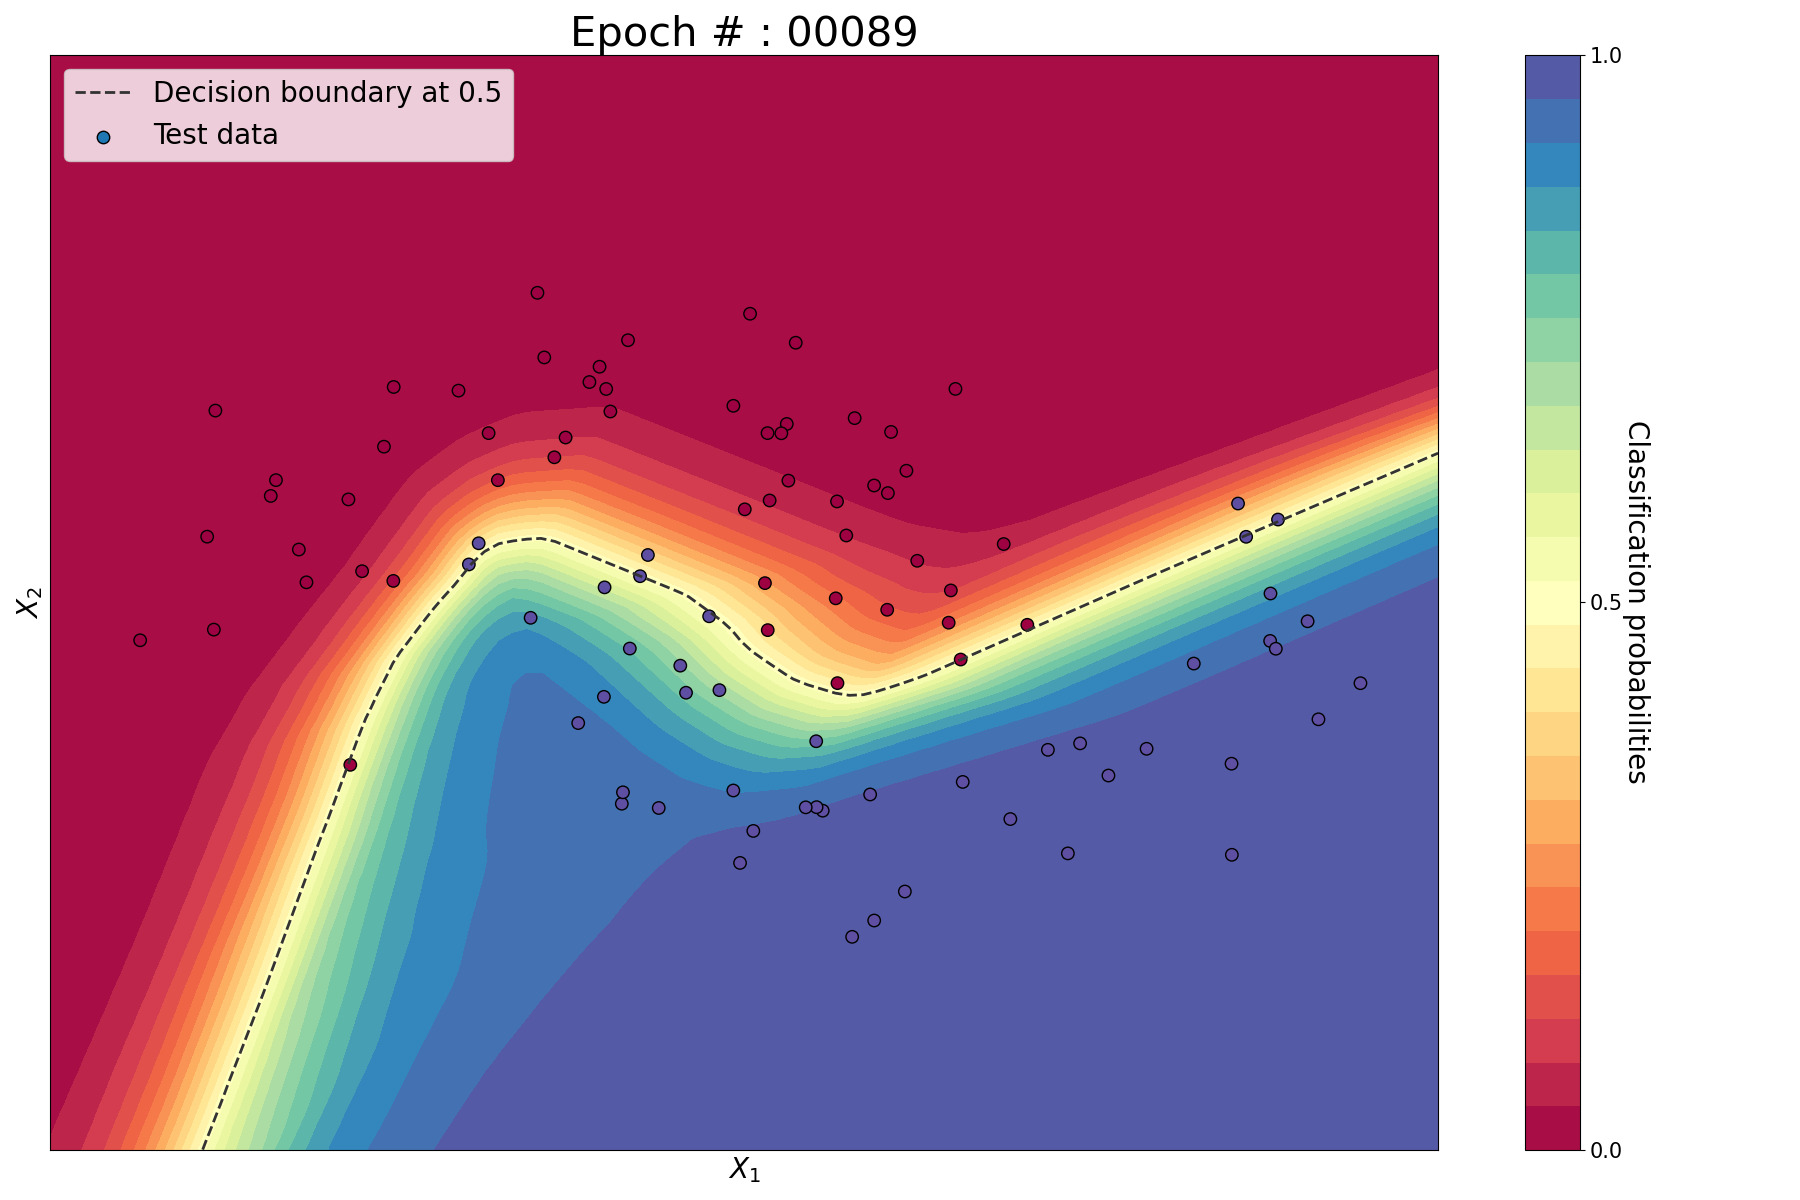 Epoch # : 00089
Decision boundary at 0.5
Test data
1.0
0.5
0.0
Classification probabilities
X₂
X₁